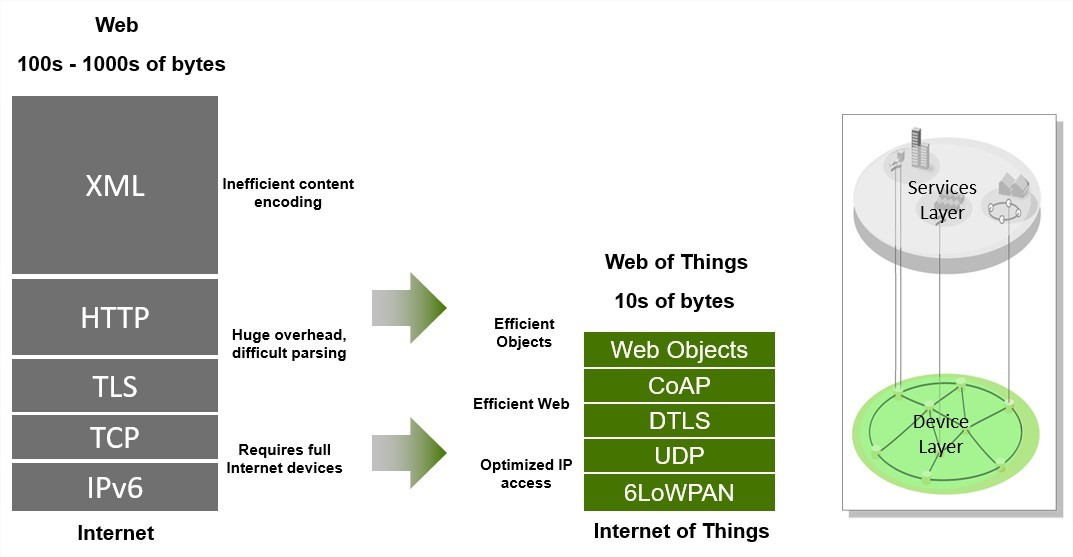 Web
100s - 1000s of bytes
XML
Inefficient content
encoding
HTTP
Huge overhead,
difficult parsing
TLS
TCP
Requires full
Internet devices
IPv6
Internet
Web of Things
10s of bytes
Efficient
Objects
Web Objects
CoAP
Efficient Web
DTLS
UDP
Optimized IP
access
6LoWPAN
Internet of Things
Services
Layer
Device
Layer